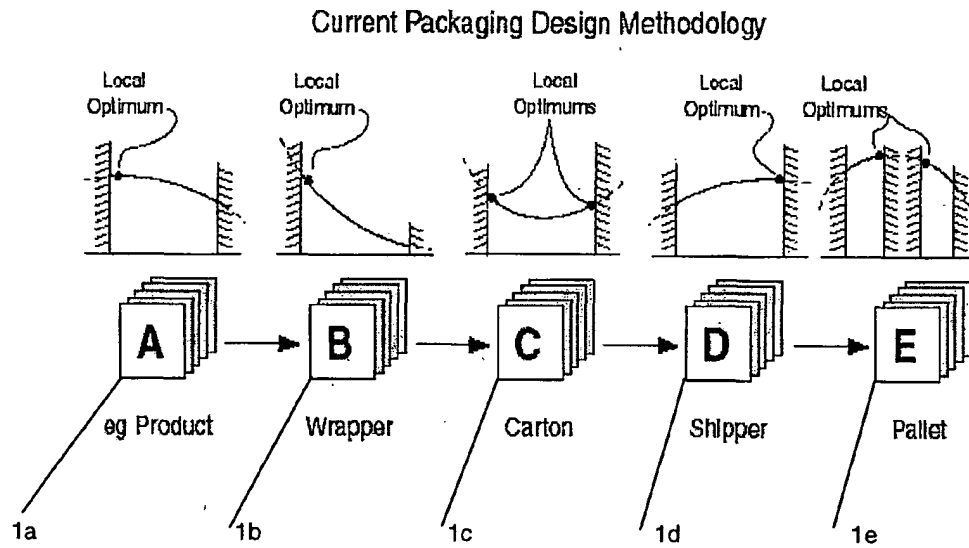 Current Packaging Design Methodology
Local
Optimum
Local
Optimum
Local
Optimums
Local
Optimum
Local
Optimums
A
B
C
D
E
eg Product
Wrapper
Carton
Shipper
Pallet
1a
1b
1c
1d
1e